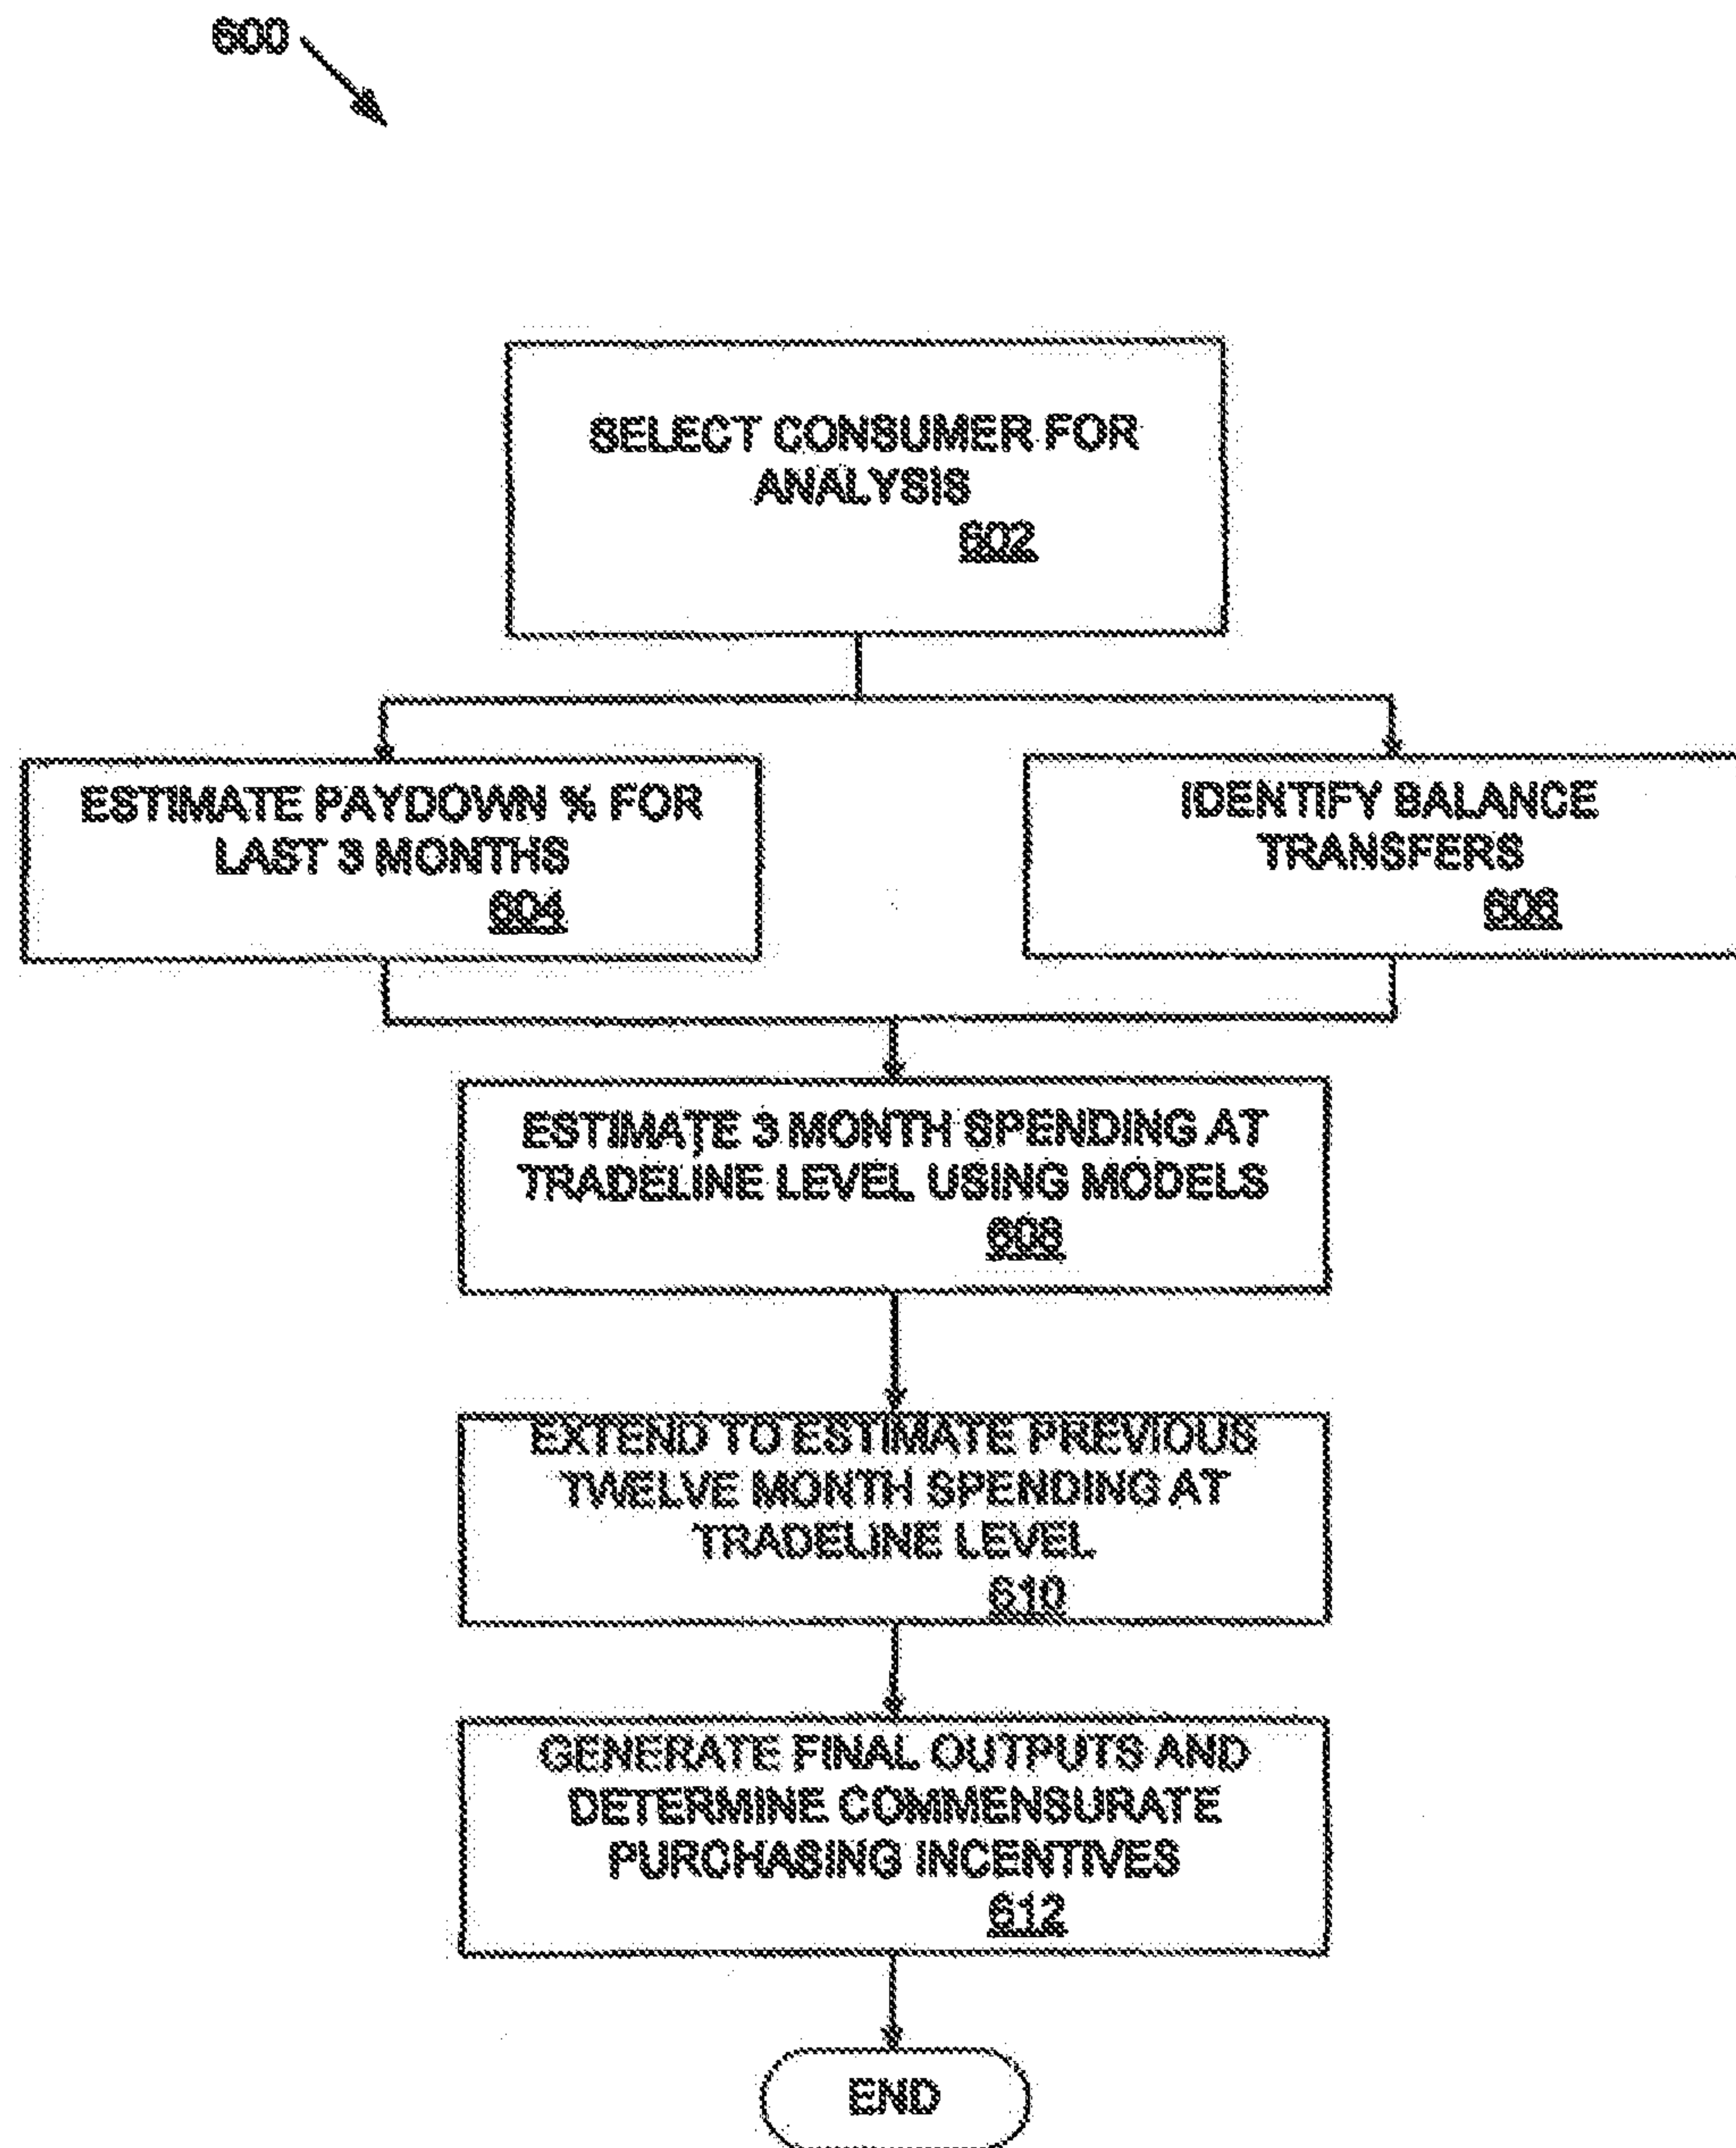 600
SELECT CONSUMER FOR
ANALYSIS
602
ESTIMATE PAYDOWN % FOR
LAST 3 MONTHS
604
IDENTIFY BALANCE
TRANSFERS
606
ESTIMATE 3 MONTH SPENDING AT
TRADELINE LEVEL USING MODELS
608
EXTEND TO ESTIMATE PREVIOUS
TWELVE MONTH SPENDING AT
TRADELINE LEVEL
610
GENERATE FINAL OUTPUTS AND
DETERMINE COMMENSURATE
PURCHASING INCENTIVES
612
END